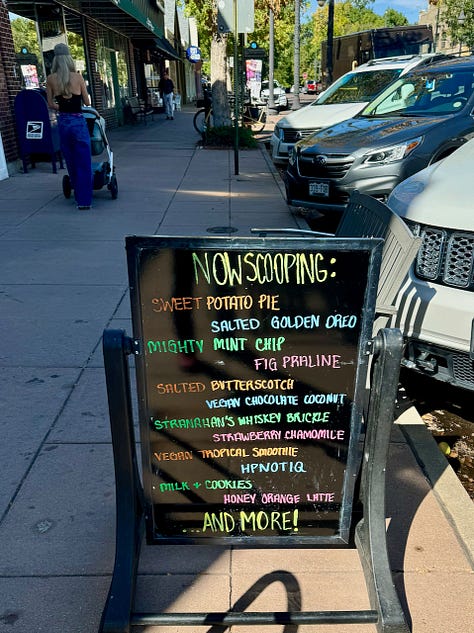 NOW SCOOPING:
SWEET POTATO PIE
SALTED GOLDEN OREO
MIGHTY MINT CHIP
FIG PRALINE
SALTED BUTTERSCOTCH
VEGAN CHOCOLATE COCONUT
STRANAHAN'S WHISKEY BRICKLE
STRAWBERRY CHAMOMILE
VEGAN TROPICAL SMOOTHIE
HPNOTIQ
MILK + COOKIES
HONEY ORANGE LATTE
...AND MORE!